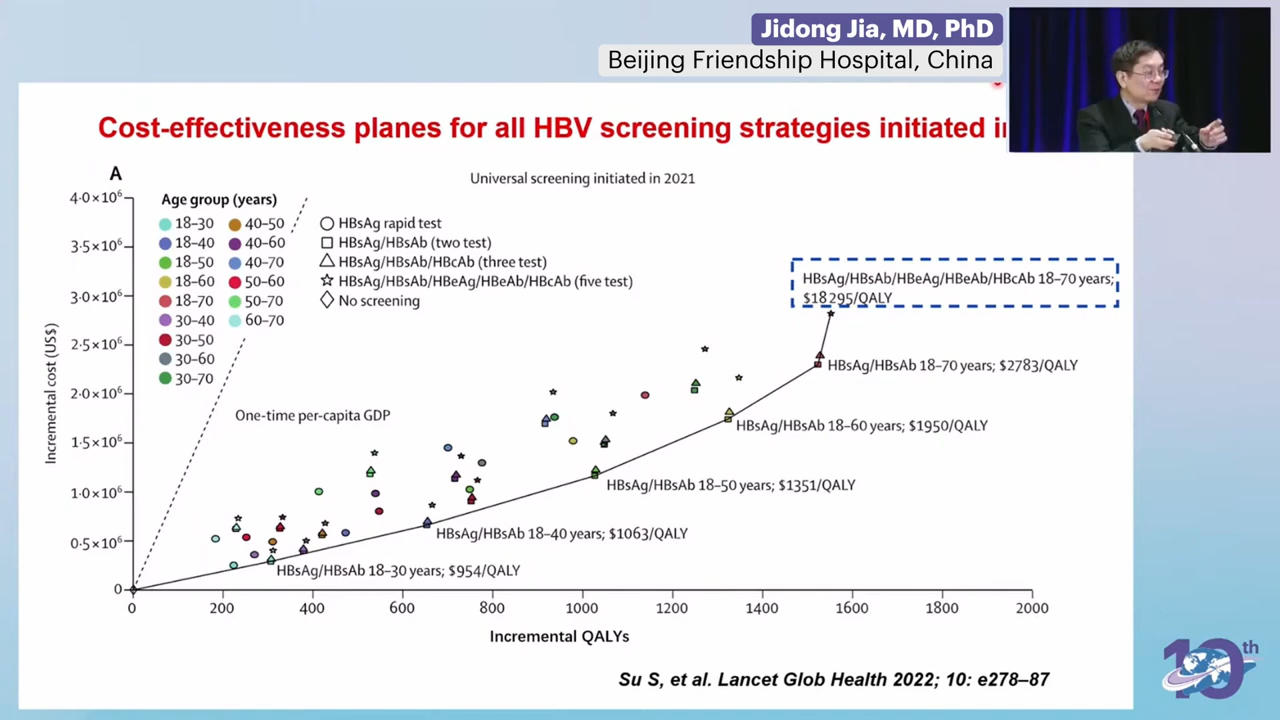 Jidong Jia, MD, PhD
Beijing Friendship Hospital, China
Cost-effectiveness planes for all HBV screening strategies initiated i
A
Universal screening initiated in 2021
Incremental cost (US$)
4·0×10⁶
3·5×10⁶
3·0×10⁶
2·5×10⁶
2·0×10⁶
1·5×10⁶
1·0×10⁶
0·5×10⁶
0
Age group (years)
18–30
18–40
18–50
18–60
18–70
30–40
30–50
30–60
30–70
40–50
40–60
40–70
50–60
50–70
60–70
HBsAg rapid test
HBsAg/HBsAb (two test)
HBsAg/HBsAb/HBcAb (three test)
HBsAg/HBsAb/HBeAg/HBeAb/HBcAb (five test)
No screening
One-time per-capita GDP
HBsAg/HBsAb/HBeAg/HBeAb/HBcAb 18–70 years;
$18295/QALY
HBsAg/HBsAb 18–70 years; $2783/QALY
HBsAg/HBsAb 18–60 years; $1950/QALY
HBsAg/HBsAb 18–50 years; $1351/QALY
HBsAg/HBsAb 18–40 years; $1063/QALY
HBsAg/HBsAb 18–30 years; $954/QALY
0 200 400 600 800 1000 1200 1400 1600 1800 2000
Incremental QALYs
Su S, et al. Lancet Glob Health 2022; 10: e278–87
10th